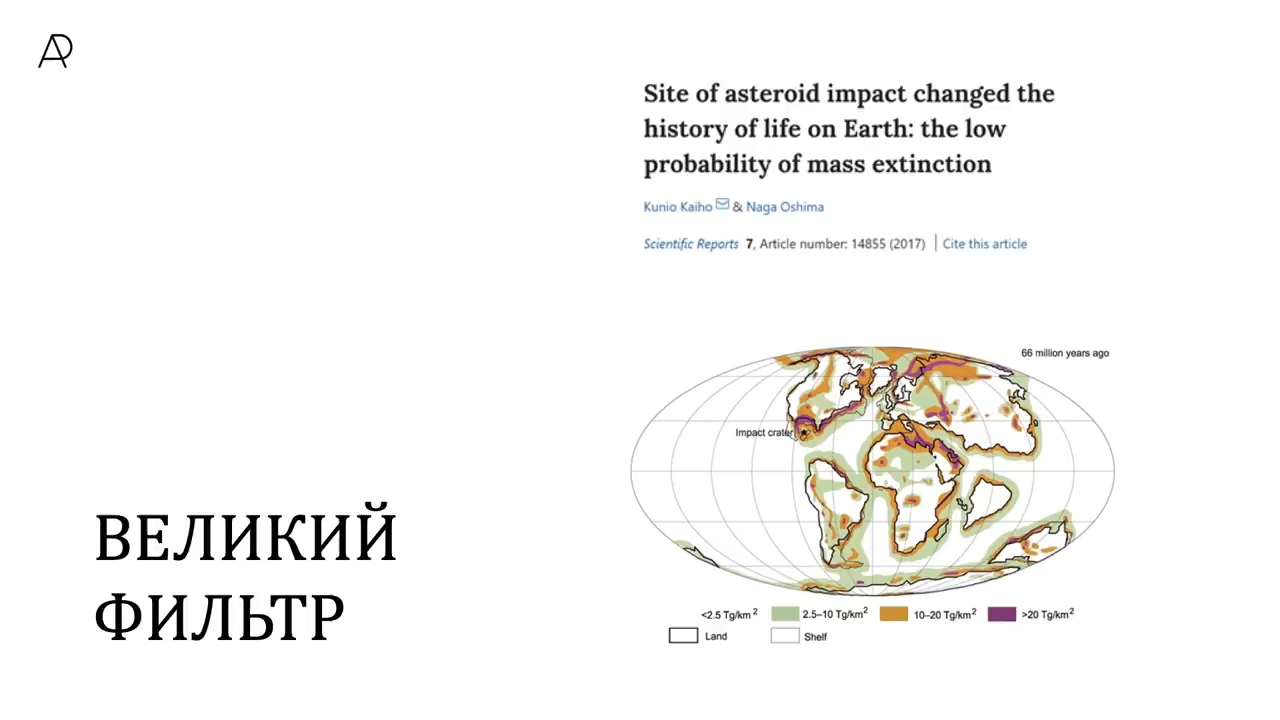 Site of asteroid impact changed the
history of life on Earth: the low
probability of mass extinction
Kunio Kaiho & Naga Oshima
Scientific Reports 7, Article number: 14855 (2017) | Cite this article
66 million years ago
Impact crater
<2.5 Tg/km² 2.5–10 Tg/km² 10–20 Tg/km² >20 Tg/km²
Land Shelf
ВЕЛИКИЙ
ФИЛЬТР